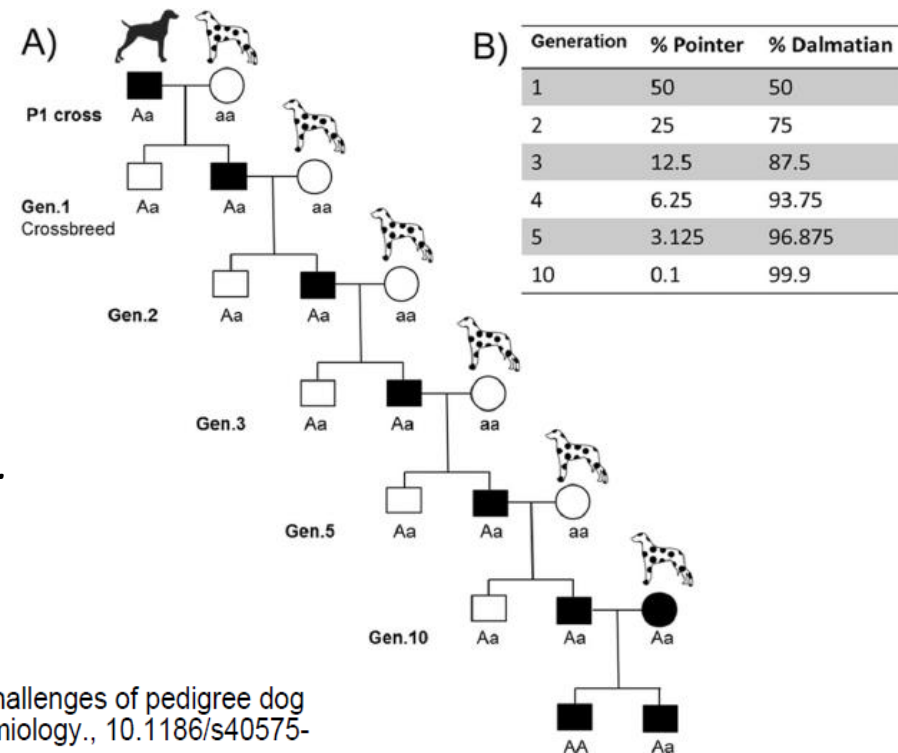 A)
P1 cross
Aa
aa
Gen.1
Crossbreed
Aa
Aa
aa
Gen.2
Aa
Aa
aa
Gen.3
Aa
Aa
aa
Gen.5
Aa
Aa
aa
Gen.10
Aa
Aa
Aa
AA
Aa
B)
Generation % Pointer % Dalmatian
1 50 50
2 25 75
3 12.5 87.5
4 6.25 93.75
5 3.125 96.875
10 0.1 99.9
.
hallenges of pedigree dog
miology., 10.1186/s40575-